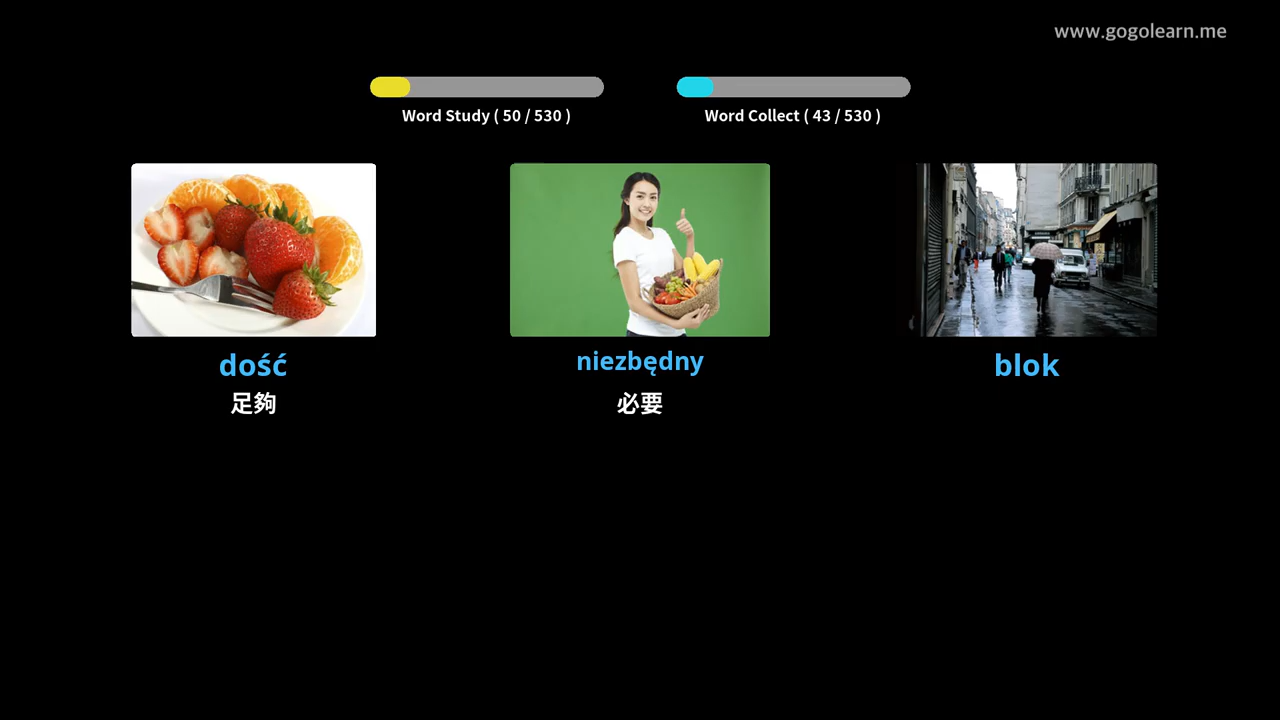 www.gogolearn.me
Word Study ( 50 / 530 )
Word Collect ( 43 / 530 )
dość
niezbędny
blok
足夠
必要